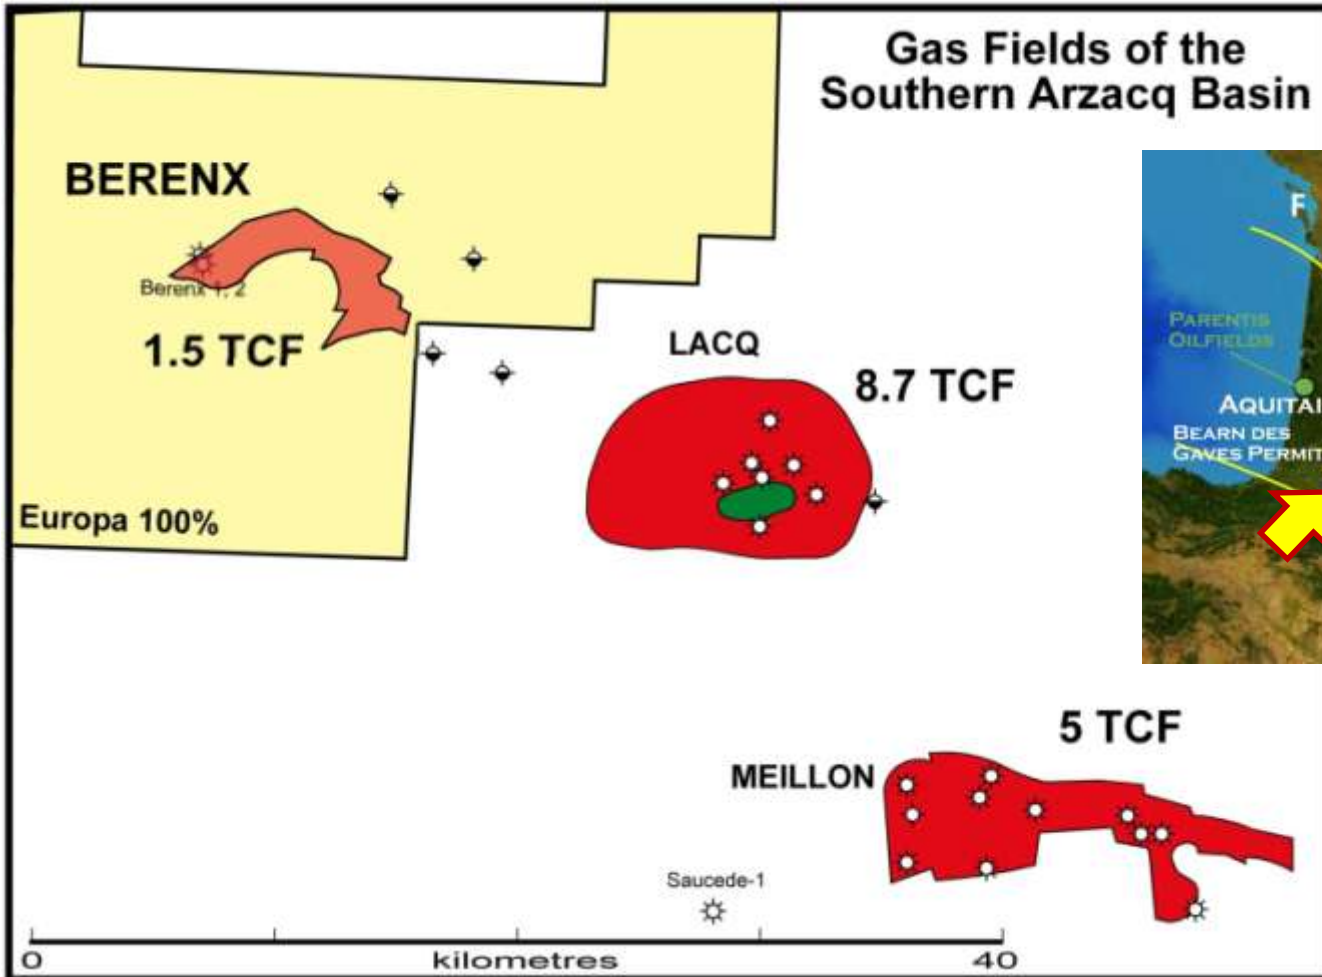 Gas Fields of the
Southern Arzacq Basin
BERENX
Berenx 1, 2
1.5 TCF
LACQ
8.7 TCF
Europa 100%
F
PARENTIS
OILFIELDS
AQUITAI
BEARN DES
GAVES PERMIT
5 TCF
MEILLON
Saucede-1
0
kilometres
40